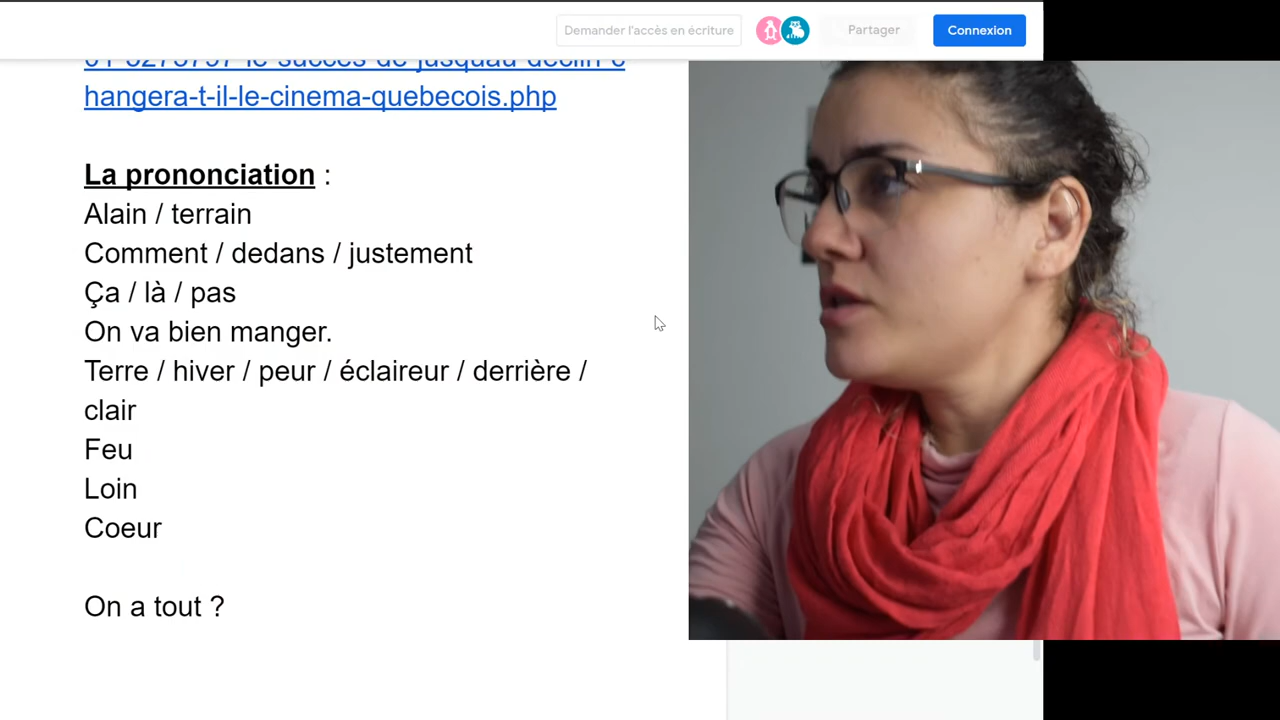 Demander l'accès en écriture
Partager
Connexion
hangera-t-il-le-cinema-quebecois.php
La prononciation :
Alain / terrain
Comment / dedans / justement
Ça / là / pas
On va bien manger.
Terre / hiver / peur / éclaireur / derrière /
clair
Feu
Loin
Coeur
On a tout ?